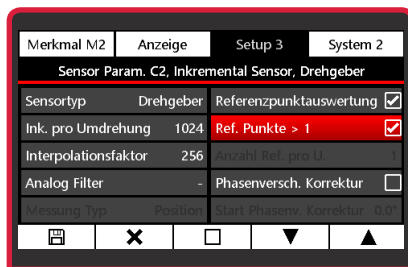 Merkmal M2 Anzeige Setup 3 System 2
Sensor Param. C2, Inkremental Sensor, Drehgeber
Sensortyp Drehgeber Referenzpunktauswertung
Ink. pro Umdrehung 1024 Ref. Punkte > 1
Interpolationsfaktor 256 Anzahl Ref. pro U. 1
Analog Filter - Phasenversch. Korrektur
Messung Typ Position Start Phasenv. Korrektur 0.0°